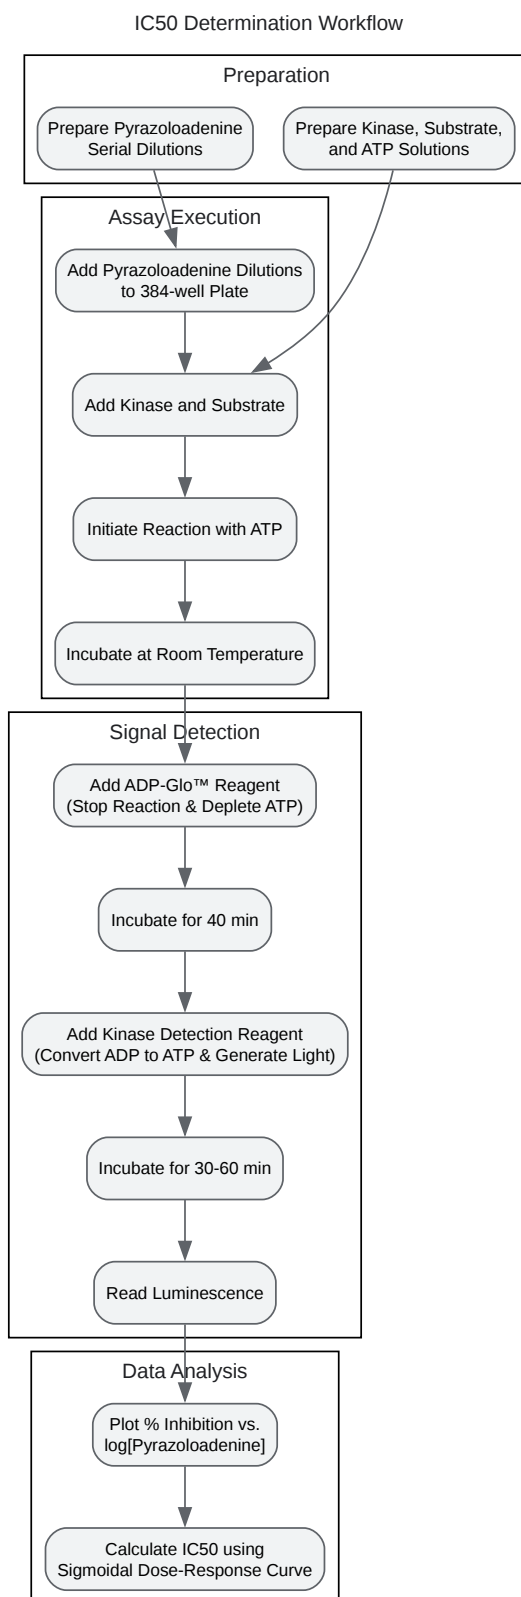 IC50 Determination Workflow
Preparation
Prepare Pyrazoloadenine
Serial Dilutions
Prepare Kinase, Substrate,
and ATP Solutions
Assay Execution
Add Pyrazoloadenine Dilutions
to 384-well Plate
Add Kinase and Substrate
Initiate Reaction with ATP
Incubate at Room Temperature
Signal Detection
Add ADP-Glo™ Reagent
(Stop Reaction & Deplete ATP)
Incubate for 40 min
Add Kinase Detection Reagent
(Convert ADP to ATP & Generate Light)
Incubate for 30-60 min
Read Luminescence
Data Analysis
Plot % Inhibition vs.
log[Pyrazoloadenine]
Calculate IC50 using
Sigmoidal Dose-Response Curve